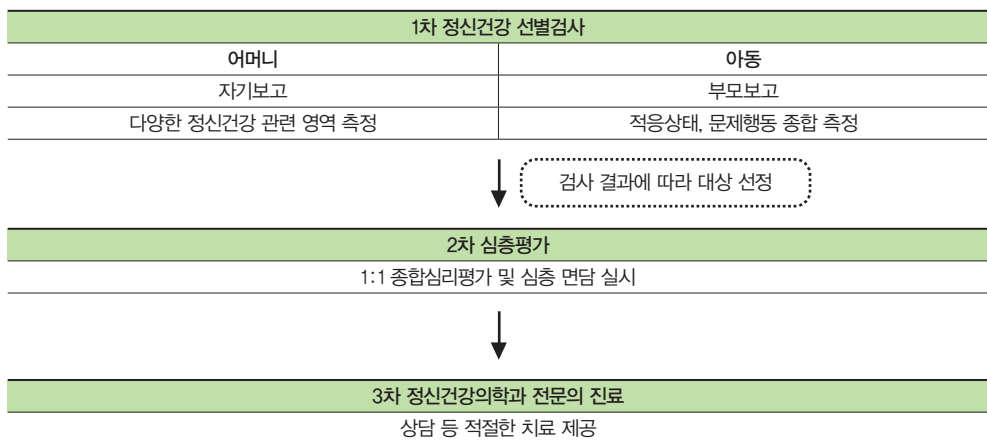 1차 정신건강 선별검사
어머니 아동
자기보고 부모보고
다양한 정신건강 관련 영역 측정 적응상태, 문제행동 종합 측정
검사 결과에 따라 대상 선정
2차 심층평가
1:1 종합심리평가 및 심층 면담 실시
3차 정신건강의학과 전문의 진료
상담 등 적절한 치료 제공